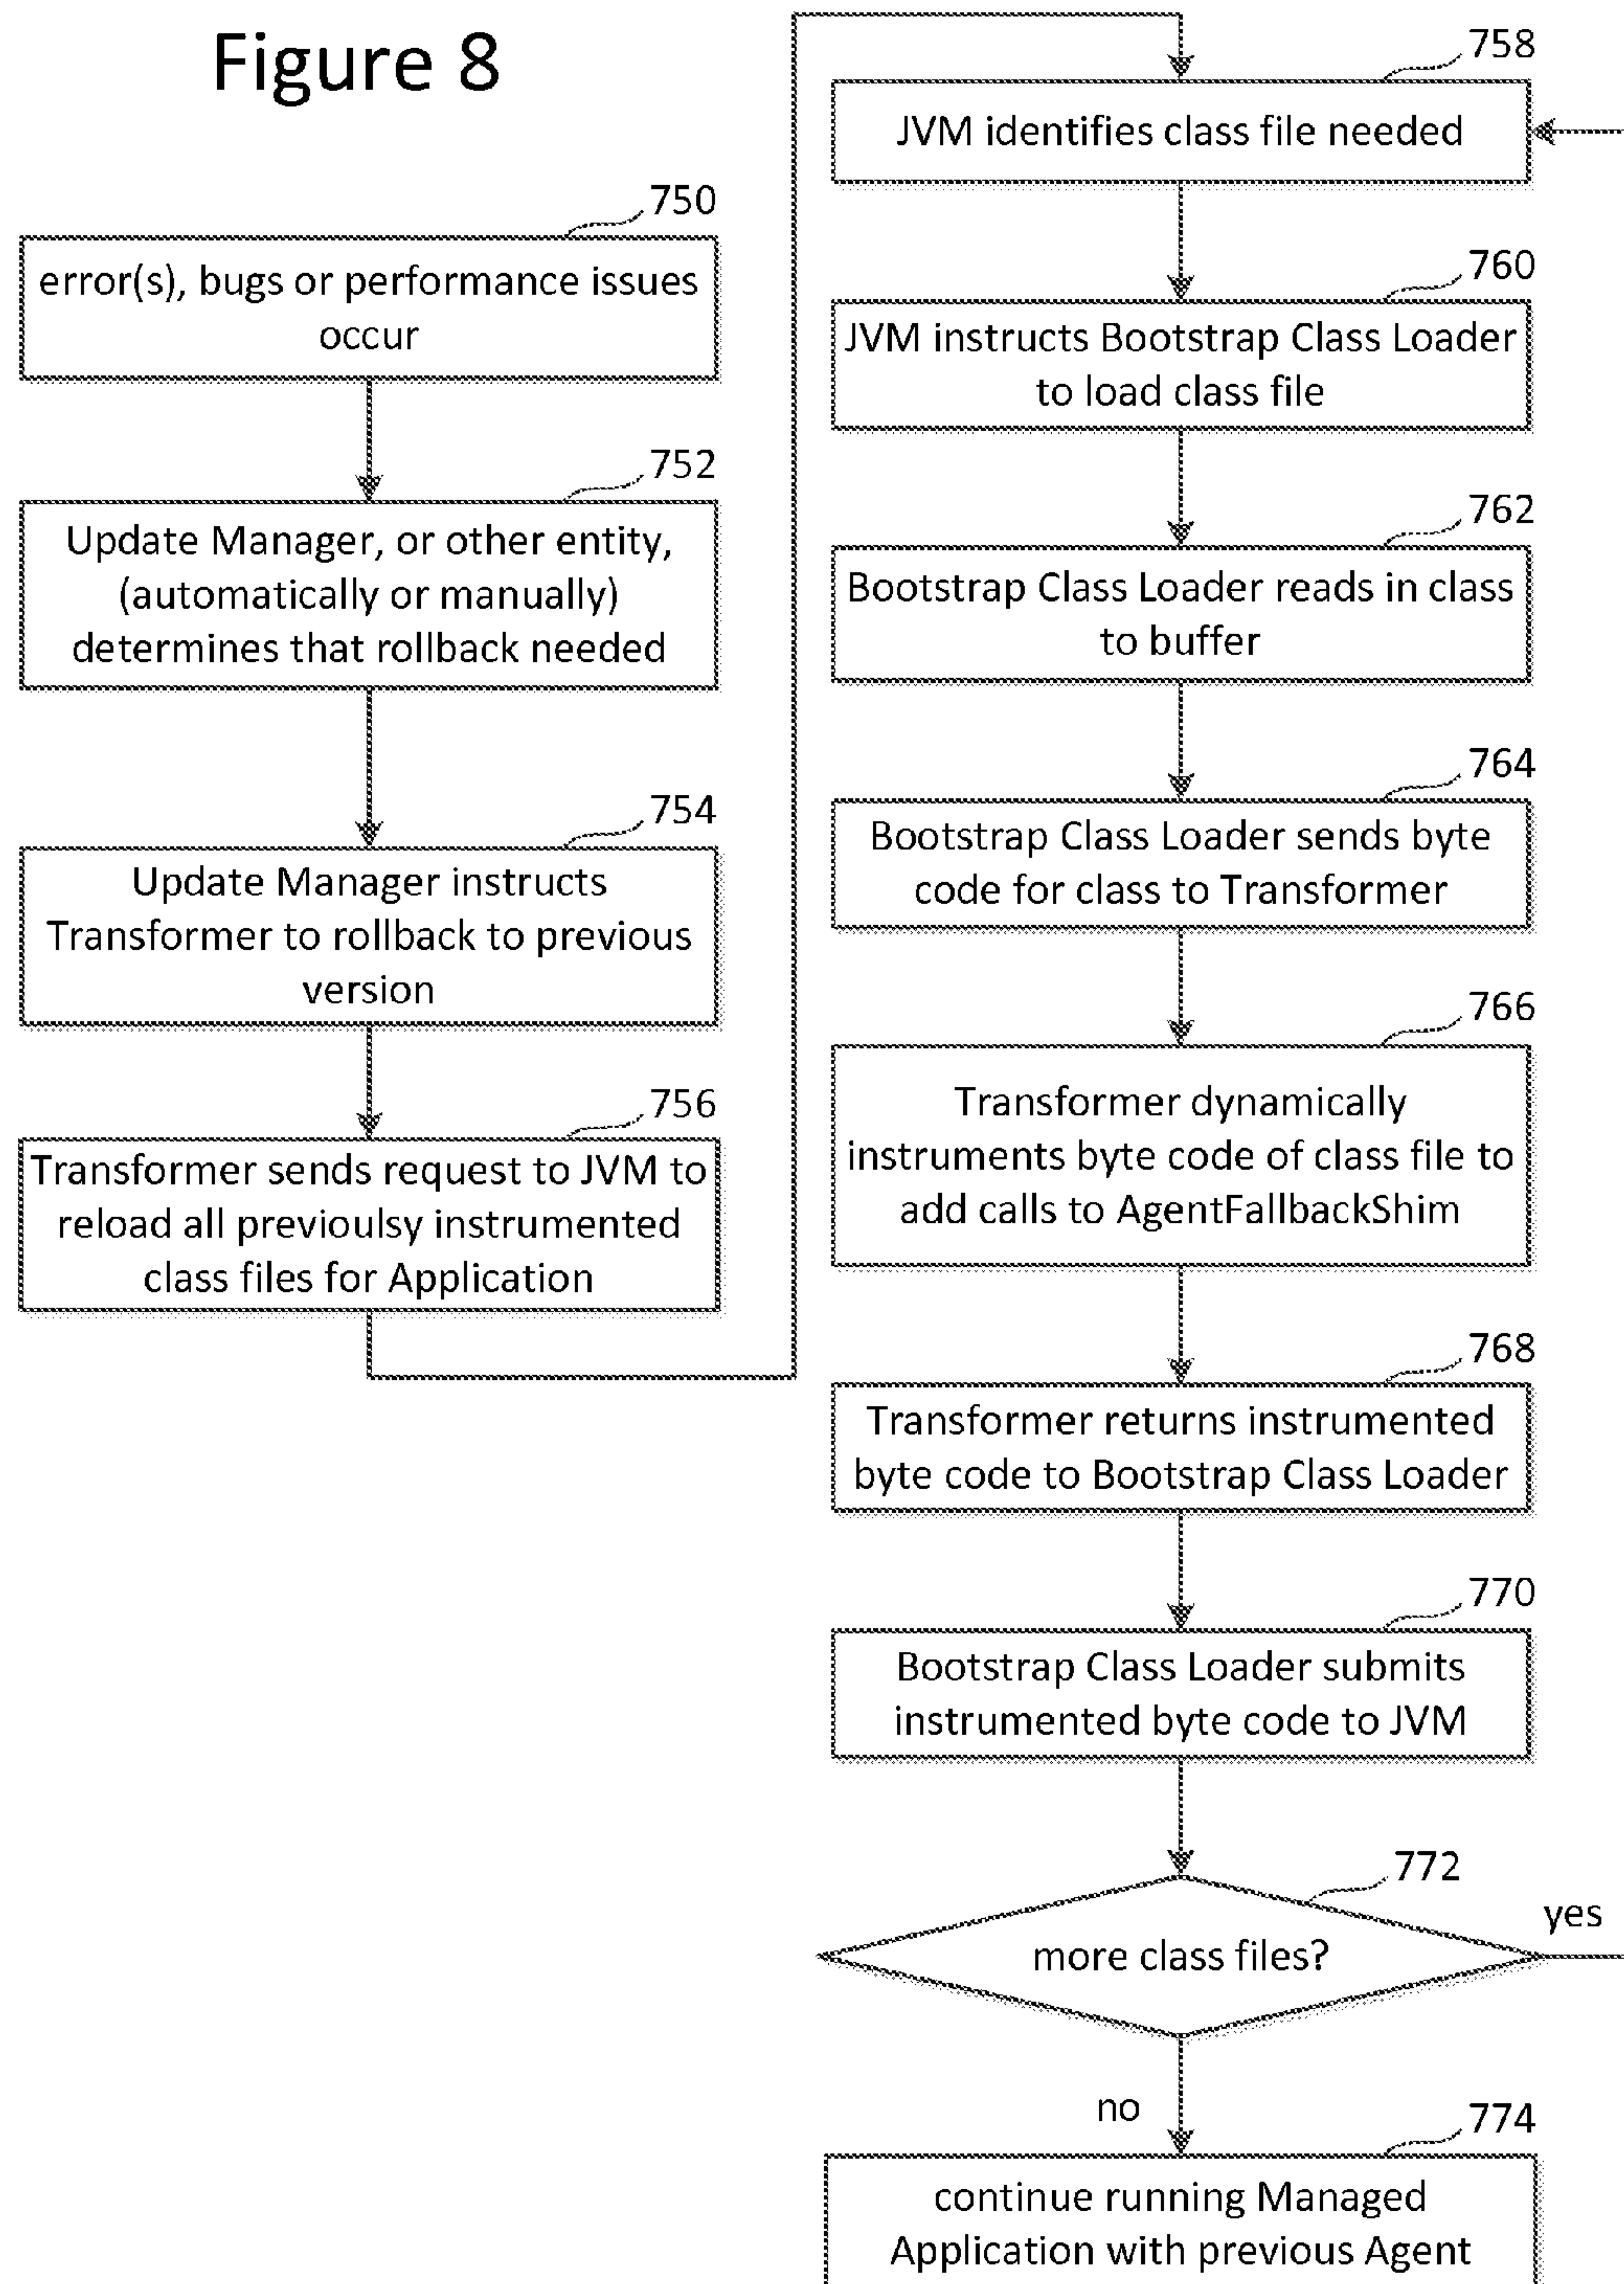 Figure 8
750
error(s), bugs or performance issues
occur
752
Update Manager, or other entity,
(automatically or manually)
determines that rollback needed
754
Update Manager instructs
Transformer to rollback to previous
version
756
Transformer sends request to JVM to
reload all previoulsy instrumented
class files for Application
758
JVM identifies class file needed
760
JVM instructs Bootstrap Class Loader
to load class file
762
Bootstrap Class Loader reads in class
to buffer
764
Bootstrap Class Loader sends byte
code for class to Transformer
766
Transformer dynamically
instruments byte code of class file to
add calls to AgentFallbackShim
768
Transformer returns instrumented
byte code to Bootstrap Class Loader
770
Bootstrap Class Loader submits
instrumented byte code to JVM
772
more class files?
yes
no
774
continue running Managed
Application with previous Agent